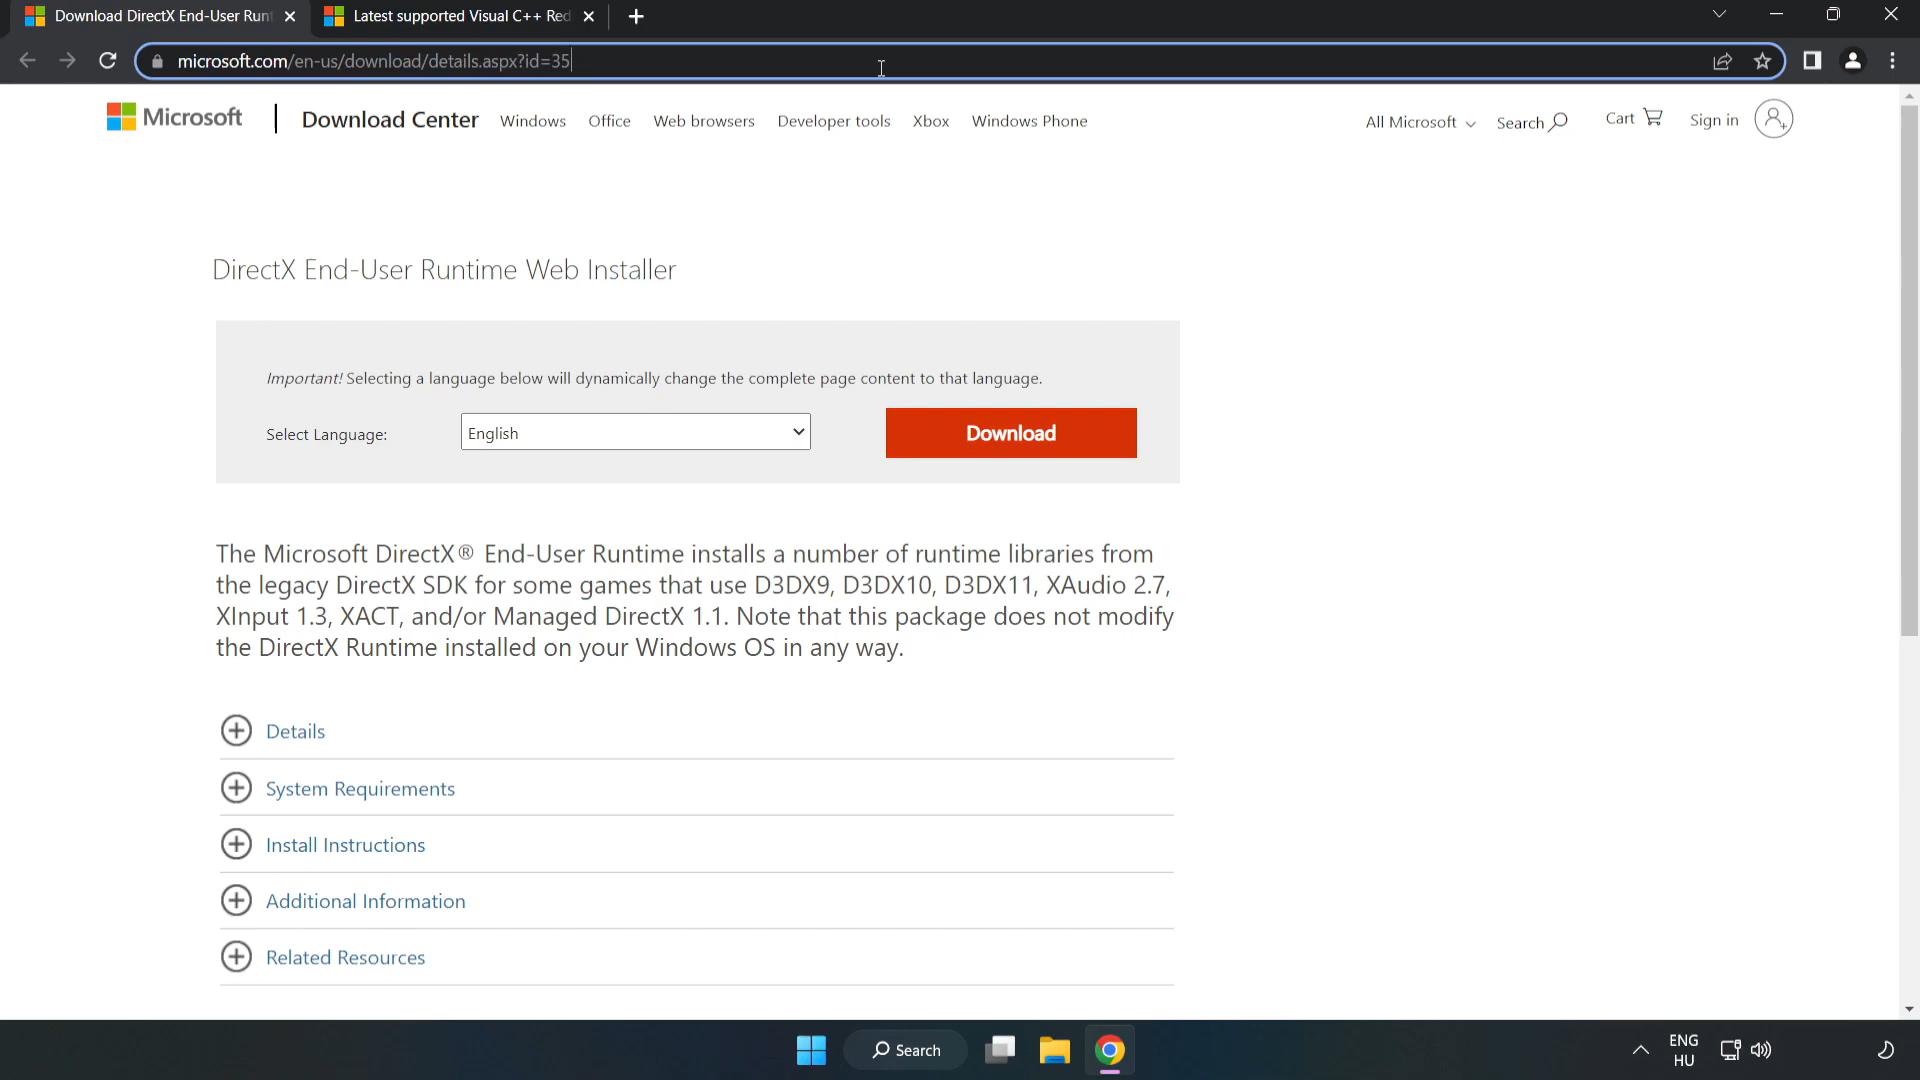 Download DirectX End-User Runt
Latest supported Visual C++ Red
microsoft.com/en-us/download/details.aspx?id=35
Microsoft
Download Center
Windows
Office
Web browsers
Developer tools
Xbox
Windows Phone
All Microsoft
Search
Cart
Sign in
DirectX End-User Runtime Web Installer
Important! Selecting a language below will dynamically change the complete page content to that language.
Select Language:
English
Download
The Microsoft DirectX® End-User Runtime installs a number of runtime libraries from
the legacy DirectX SDK for some games that use D3DX9, D3DX10, D3DX11, XAudio 2.7,
XInput 1.3, XACT, and/or Managed DirectX 1.1. Note that this package does not modify
the DirectX Runtime installed on your Windows OS in any way.
Details
System Requirements
Install Instructions
Additional Information
Related Resources
Search
ENG
HU